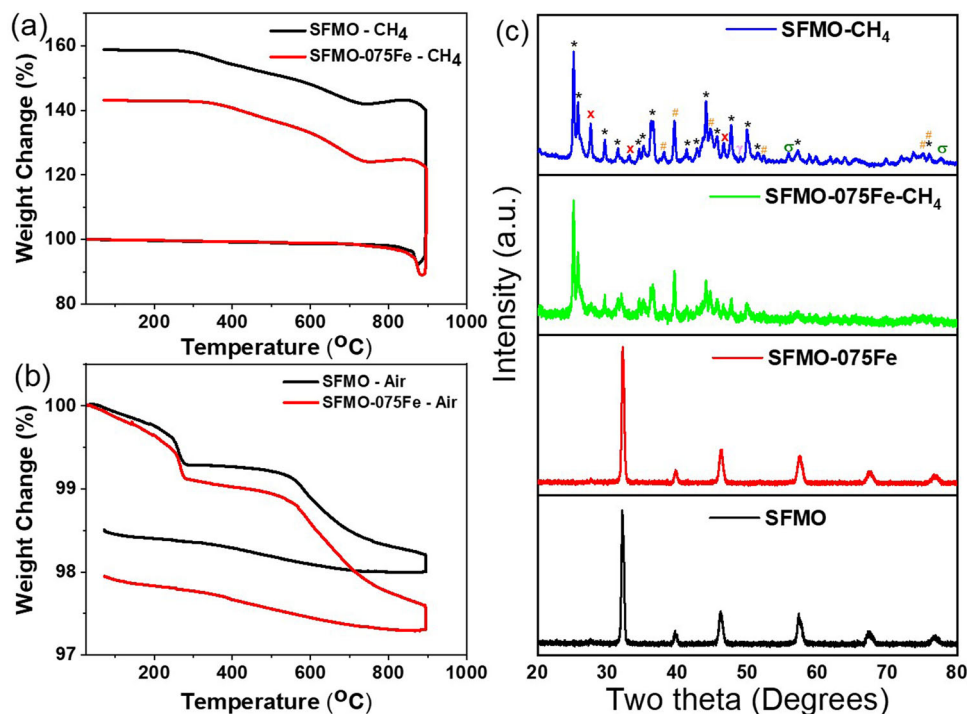 (a)
SFMO - CH₄
SFMO-075Fe - CH₄
Weight Change (%)
160
140
120
100
80
200 400 600 800 1000
Temperature (ᴼC)
(b)
SFMO - Air
SFMO-075Fe - Air
Weight Change (%)
100
99
98
97
200 400 600 800 1000
Temperature (ᴼC)
(c)
Intensity (a.u.)
SFMO-CH₄
* * x * * x * * * # # * * # * * x * γ * * # σ * # # * σ
SFMO-075Fe-CH₄
SFMO-075Fe
SFMO
20 30 40 50 60 70 80
Two theta (Degrees)